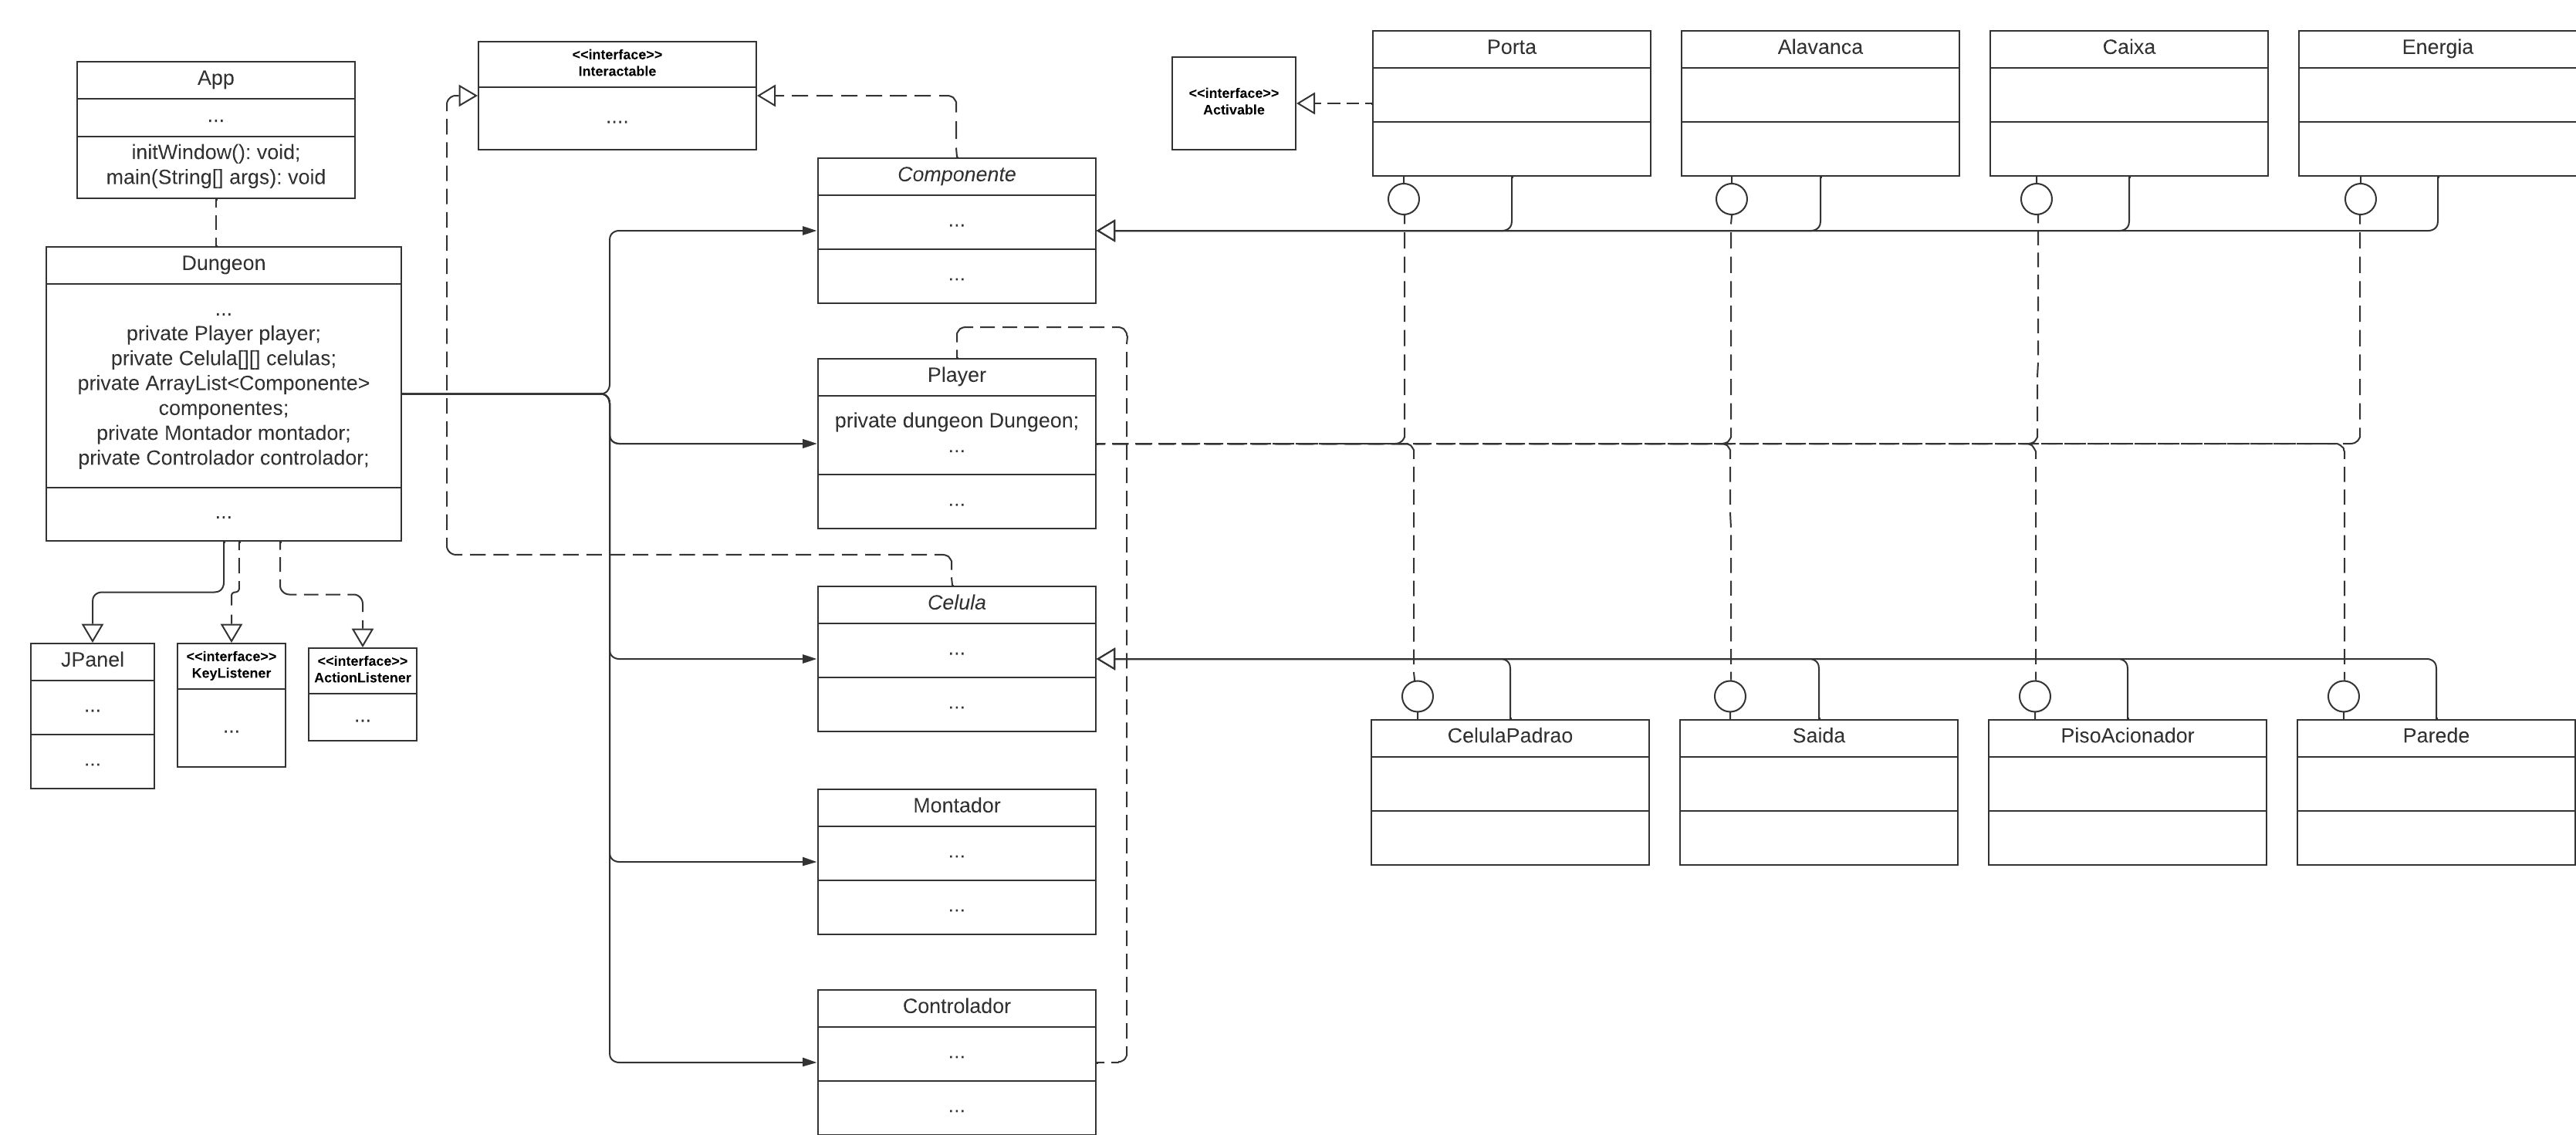 App
...
initWindow(): void;
main(String[] args): void
Dungeon
...
private Player player;
private Celula[][] celulas;
private ArrayList<Componente>
componentes;
private Montador montador;
private Controlador controlador;
...
JPanel
...
...
<<interface>>
KeyListener
...
<<interface>>
ActionListener
...
<<interface>>
Interactable
....
Componente
...
...
Player
private dungeon Dungeon;
...
...
Celula
...
...
Montador
...
...
Controlador
...
...
<<interface>>
Activable
Porta
Alavanca
Caixa
Energia
CelulaPadrao
Saida
PisoAcionador
Parede